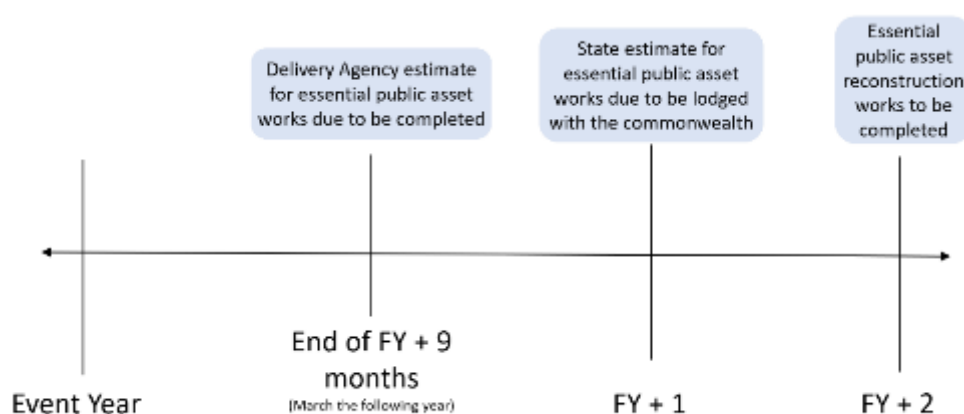 Delivery Agency estimate
for essential public asset
works due to be completed
State estimate for
essential public asset
works due to be lodged
with the commonwealth
Essential
public asset
reconstruction
works to be
completed
Event Year
End of FY + 9
months
(March the following year)
FY + 1
FY + 2